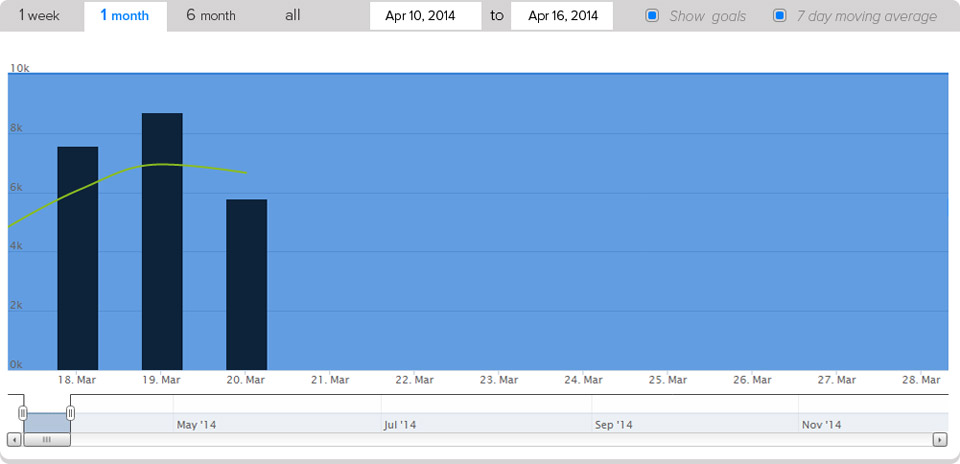 1 week 1 month 6 month all Apr 10, 2014 to Apr 16, 2014 Show goals 7 day moving average
10k
8k
6k
4k
2k
0k
18. Mar 19. Mar 20. Mar 21. Mar 22. Mar 23. Mar 24. Mar 25. Mar 26. Mar 27. Mar 28. Mar
May '14 Jul '14 Sep '14 Nov '14